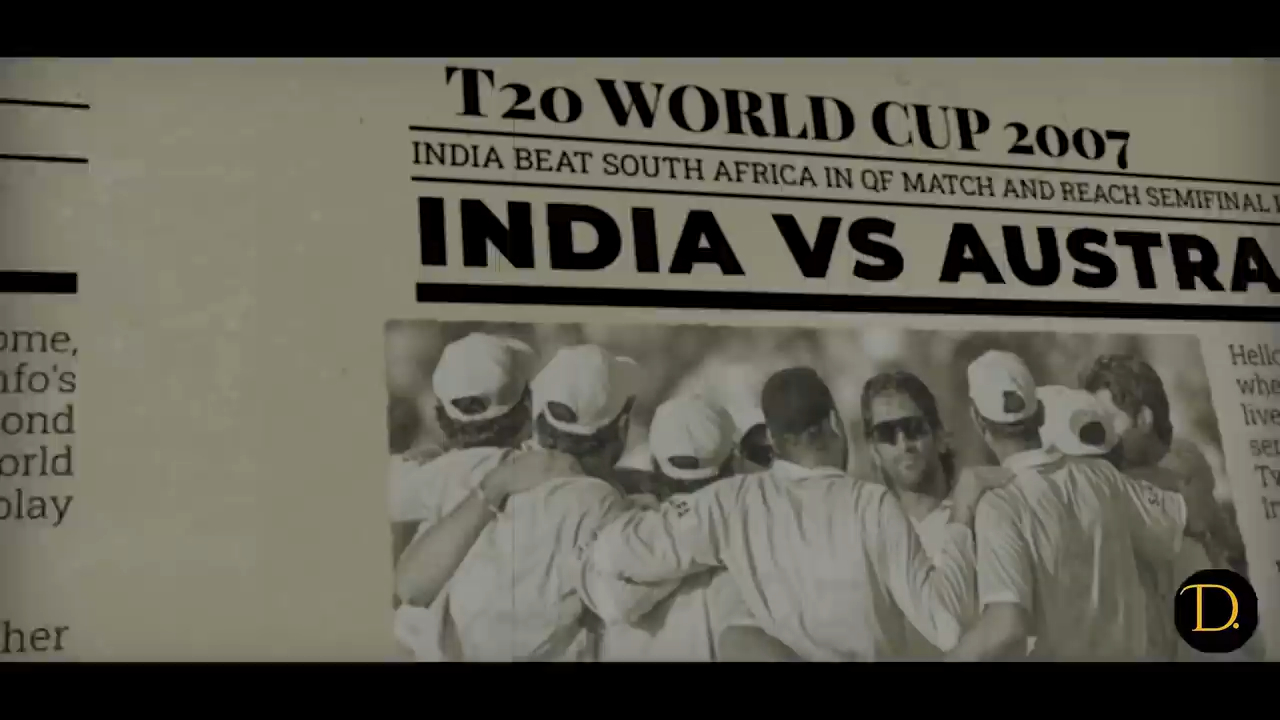 T20 WORLD CUP 2007
INDIA BEAT SOUTH AFRICA IN QF MATCH AND REACH SEMIFINAL
INDIA VS AUSTRA
ome,
nfo's
ond
orld
play
her
Hello
whe
live
D.